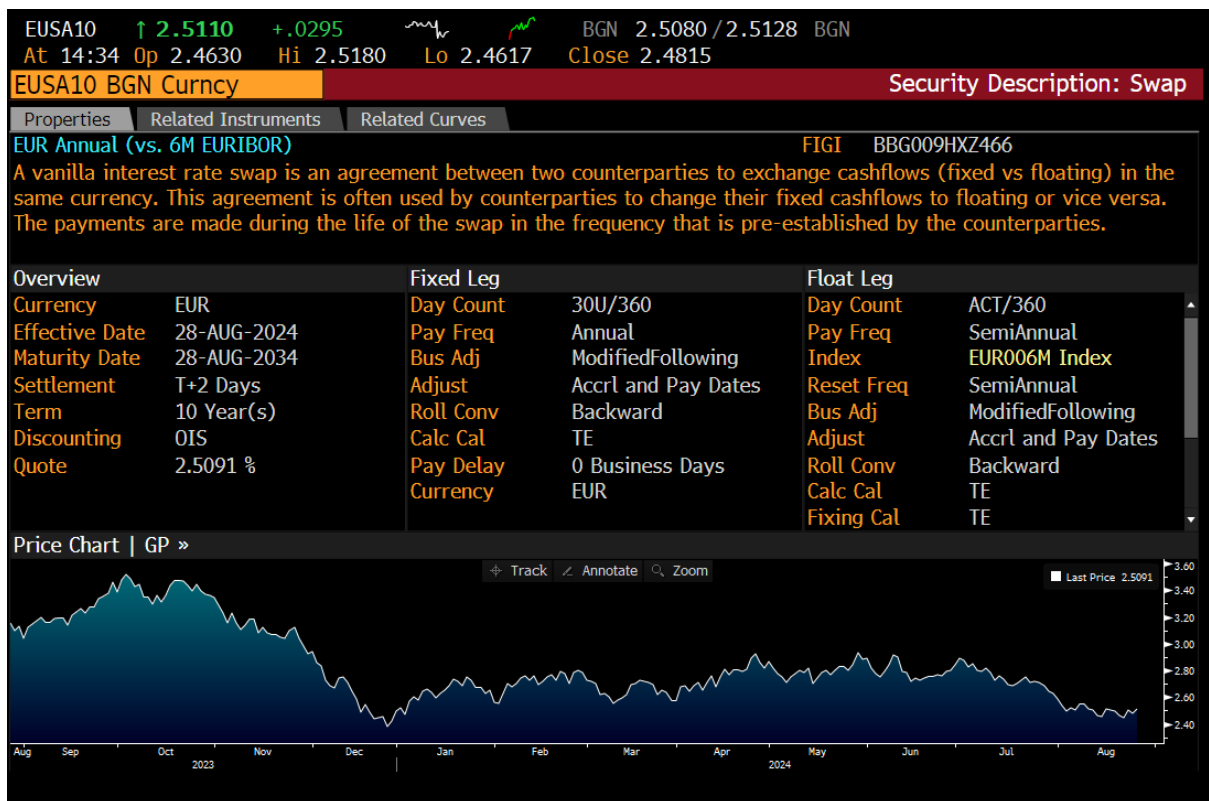 EUSA10 ↑ 2.5110 +.0295 BGN 2.5080 / 2.5128 BGN
At 14:34 Op 2.4630 Hi 2.5180 Lo 2.4617 Close 2.4815
EUSA10 BGN Curncy Security Description: Swap
Properties Related Instruments Related Curves
EUR Annual (vs. 6M EURIBOR) FIGI BBG009HXZ466
A vanilla interest rate swap is an agreement between two counterparties to exchange cashflows (fixed vs floating) in the
same currency. This agreement is often used by counterparties to change their fixed cashflows to floating or vice versa.
The payments are made during the life of the swap in the frequency that is pre-established by the counterparties.
Overview Fixed Leg Float Leg
Currency EUR Day Count 30U/360 Day Count ACT/360
Effective Date 28-AUG-2024 Pay Freq Annual Pay Freq SemiAnnual
Maturity Date 28-AUG-2034 Bus Adj ModifiedFollowing Index EUR006M Index
Settlement T+2 Days Adjust Accrl and Pay Dates Reset Freq SemiAnnual
Term 10 Year(s) Roll Conv Backward Bus Adj ModifiedFollowing
Discounting OIS Calc Cal TE Adjust Accrl and Pay Dates
Quote 2.5091 % Pay Delay 0 Business Days Roll Conv Backward
Currency EUR Calc Cal TE
Fixing Cal TE
Price Chart | GP »
Track Annotate Zoom
Last Price 2.5091
3.60
3.40
3.20
3.00
2.80
2.60
2.40
Aug Sep Oct Nov Dec Jan Feb Mar Apr May Jun Jul Aug
2023 2024